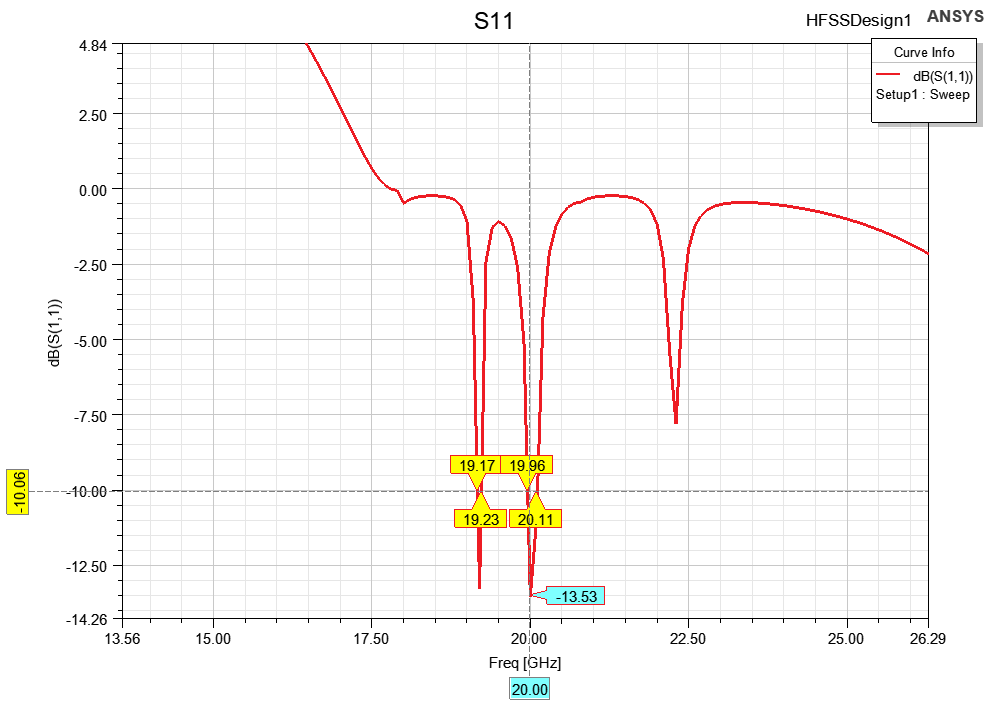 S11
HFSSDesign1
ANSYS
Curve Info
dB(S(1,1))
Setup1 : Sweep
4.84
2.50
0.00
-2.50
-5.00
-7.50
-10.00
-12.50
-14.26
dB(S(1,1))
-10.06
19.17
19.96
19.23
20.11
-13.53
13.56
15.00
17.50
20.00
22.50
25.00
26.29
Freq [GHz]
20.00